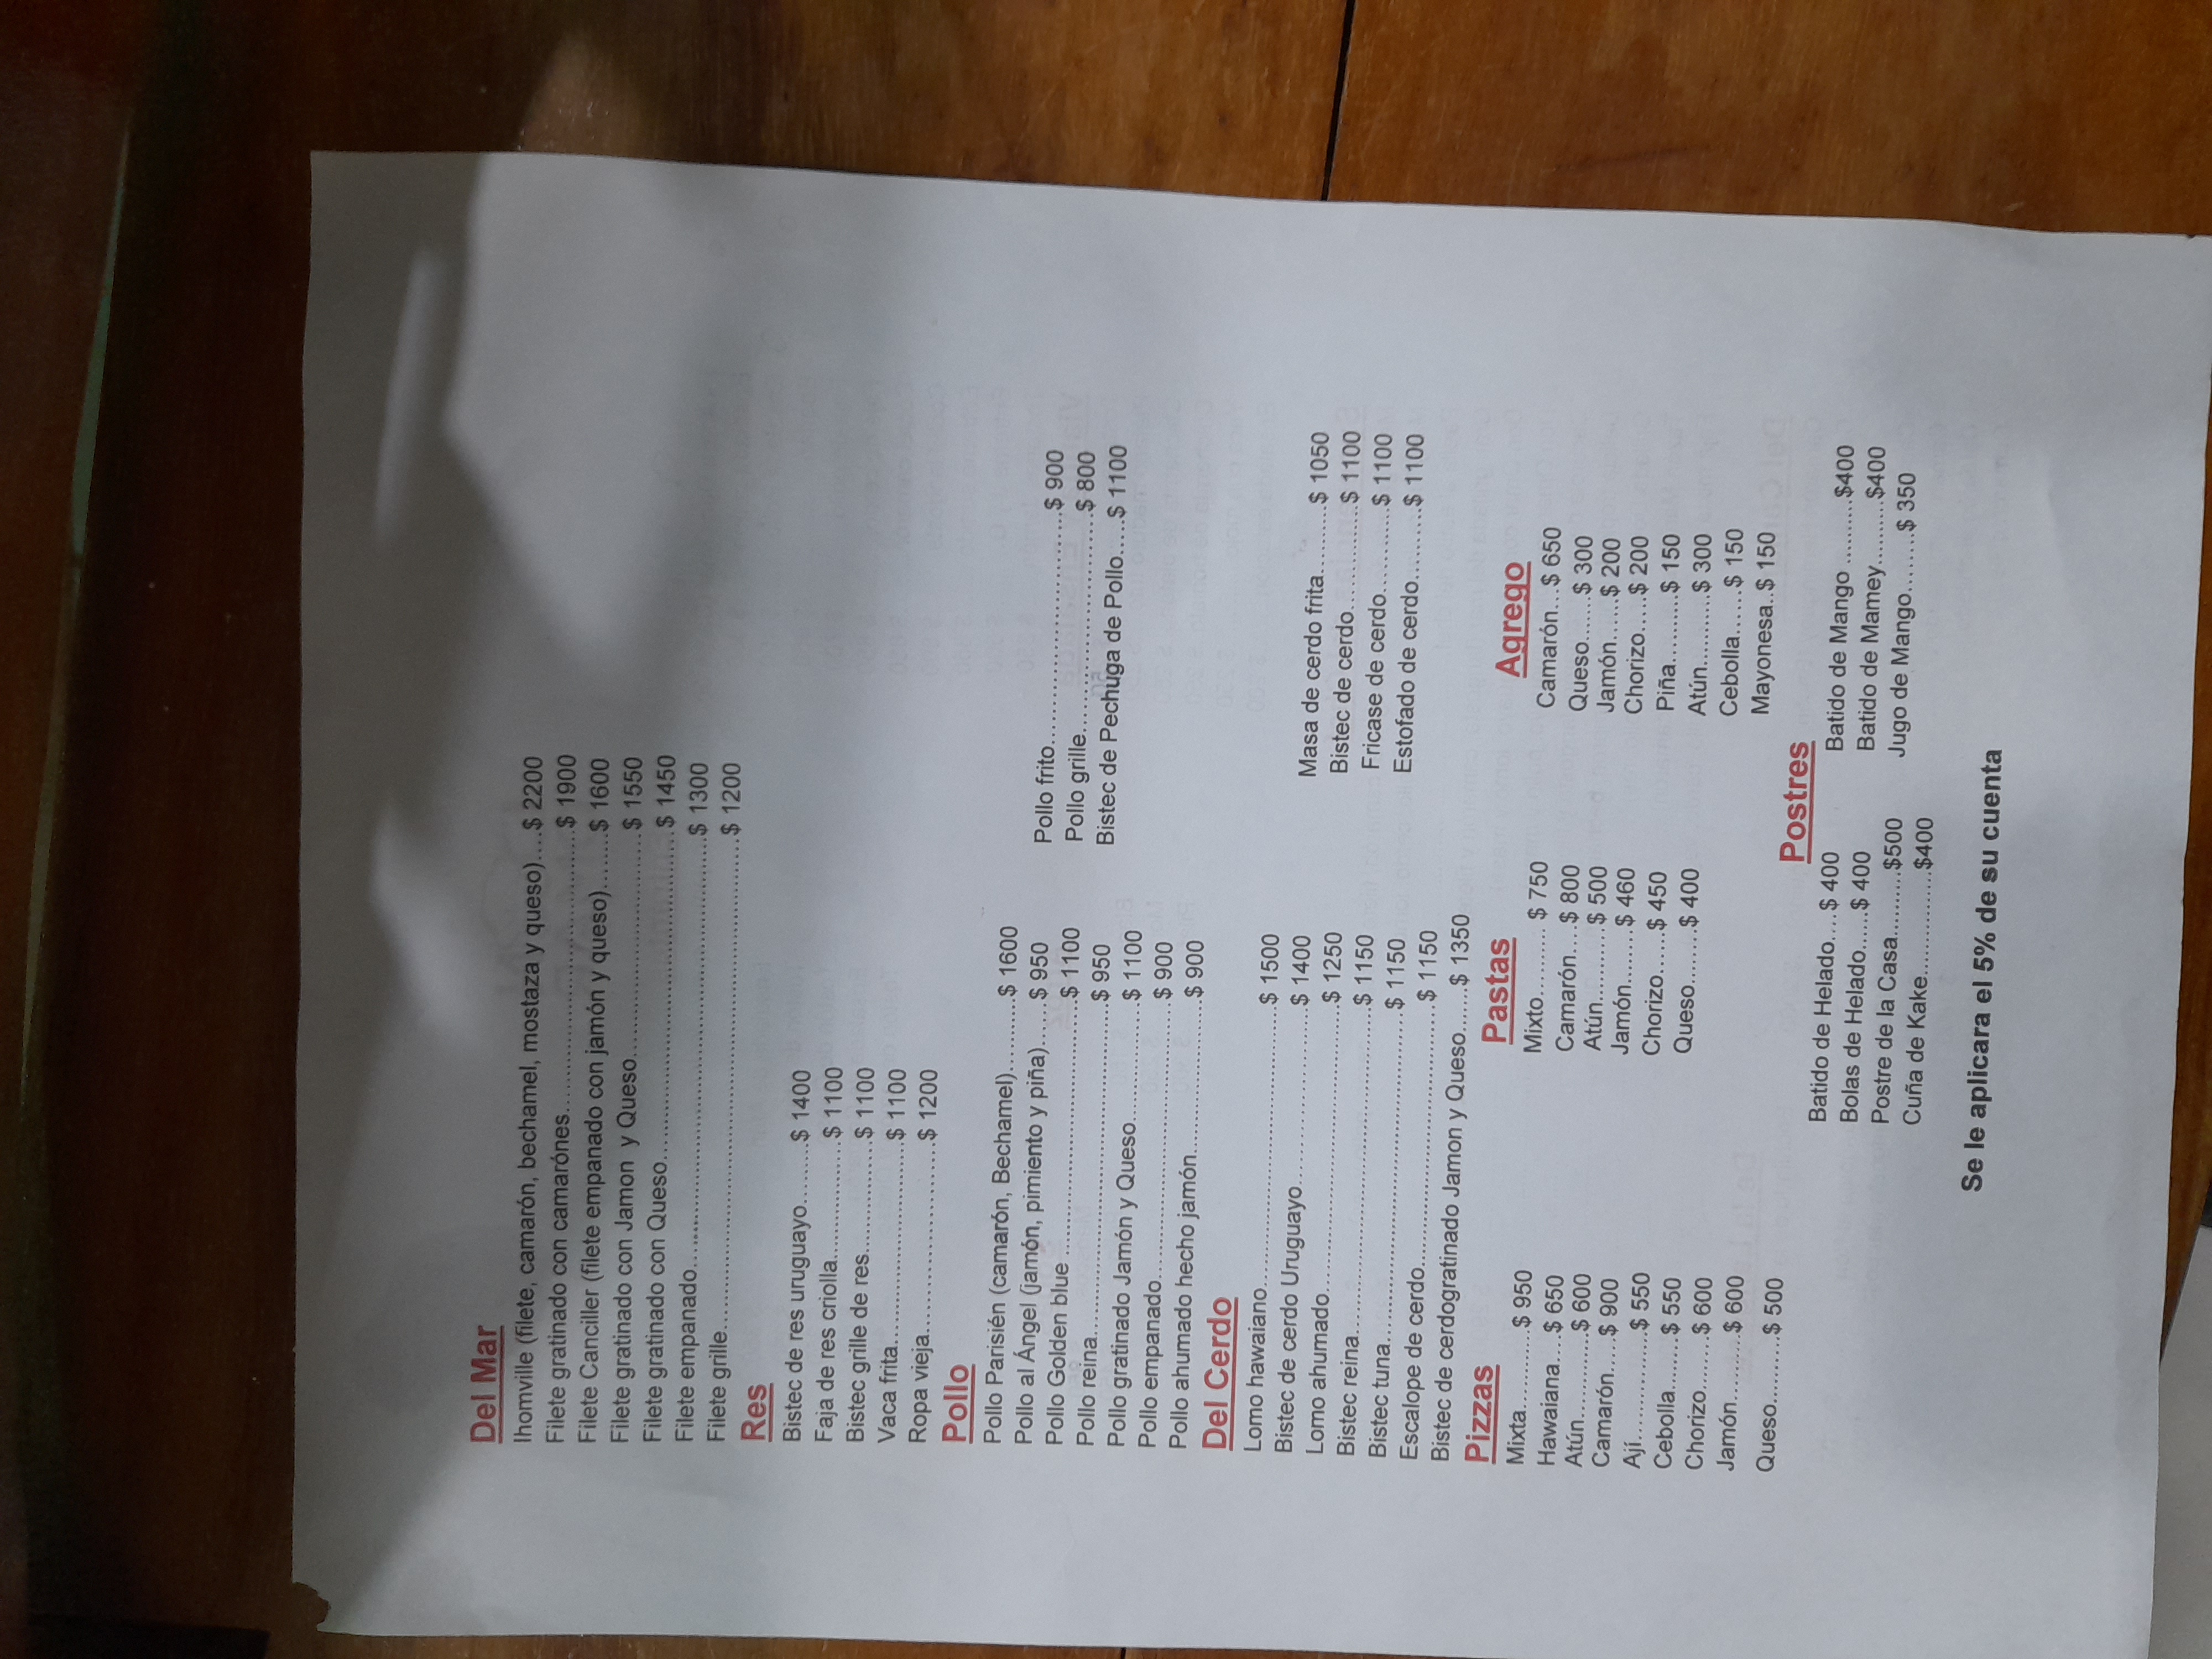 Del Mar
Ihomville (filete, camarón, bechamel, mostaza y queso)....$ 2200
Filete gratinado con camarónes.............................................$ 1900
Filete Canciller (filete empanado con jamón y queso)........$ 1600
Filete gratinado con Jamon y Queso...................................$ 1550
Filete gratinado con Queso....................................................$ 1450
Filete empanado.....................................................................$ 1300
Filete grille...............................................................................$ 1200
Res
Bistec de res uruguayo.........$ 1400
Faja de res criolla..................$ 1100
Bistec grille de res.................$ 1100
Vaca frita................................$ 1100
Ropa vieja..............................$ 1200
Pollo
Pollo Parisién (camarón, Bechamel)...........$ 1600
Pollo al Ángel (jamón, pimiento y piña)......$ 950
Pollo Golden blue ........................................$ 1100
Pollo reina.....................................................$ 950
Pollo gratinado Jamón y Queso...................$ 1100
Pollo empanado............................................$ 900
Pollo ahumado hecho jamón........................$ 900
Pollo frito.....................................$ 900
Pollo grille...................................$ 800
Bistec de Pechuga de Pollo.....$ 1100
Del Cerdo
Lomo hawaiano............................................$ 1500
Bistec de cerdo Uruguayo............................$ 1400
Lomo ahumado.............................................$ 1250
Bistec reina...................................................$ 1150
Bistec tuna....................................................$ 1150
Escalope de cerdo.........................................$ 1150
Bistec de cerdogratinado Jamon y Queso.......$ 1350
Masa de cerdo frita..........$ 1050
Bistec de cerdo................$ 1100
Fricase de cerdo.............$ 1100
Estofado de cerdo...........$ 1100
Pizzas
Mixta............$ 950
Hawaiana....$ 650
Atún.............$ 600
Camarón.....$ 900
Ají.................$ 550
Cebolla........$ 550
Chorizo........$ 600
Jamón..........$ 600
Queso..........$ 500
Pastas
Mixto.......... $ 750
Camarón....$ 800
Atún...........$ 500
Jamón........$ 460
Chorizo......$ 450
Queso........$ 400
Agrego
Camarón...$ 650
Queso.......$ 300
Jamón......$ 200
Chorizo.....$ 200
Piña..........$ 150
Atún...........$ 300
Cebolla......$ 150
Mayonesa..$ 150
Postres
Batido de Helado....$ 400
Bolas de Helado......$ 400
Postre de la Casa..........$500
Cuña de Kake................$400
Batido de Mango ..........$400
Batido de Mamey..........$400
Jugo de Mango........$ 350
Se le aplicara el 5% de su cuenta